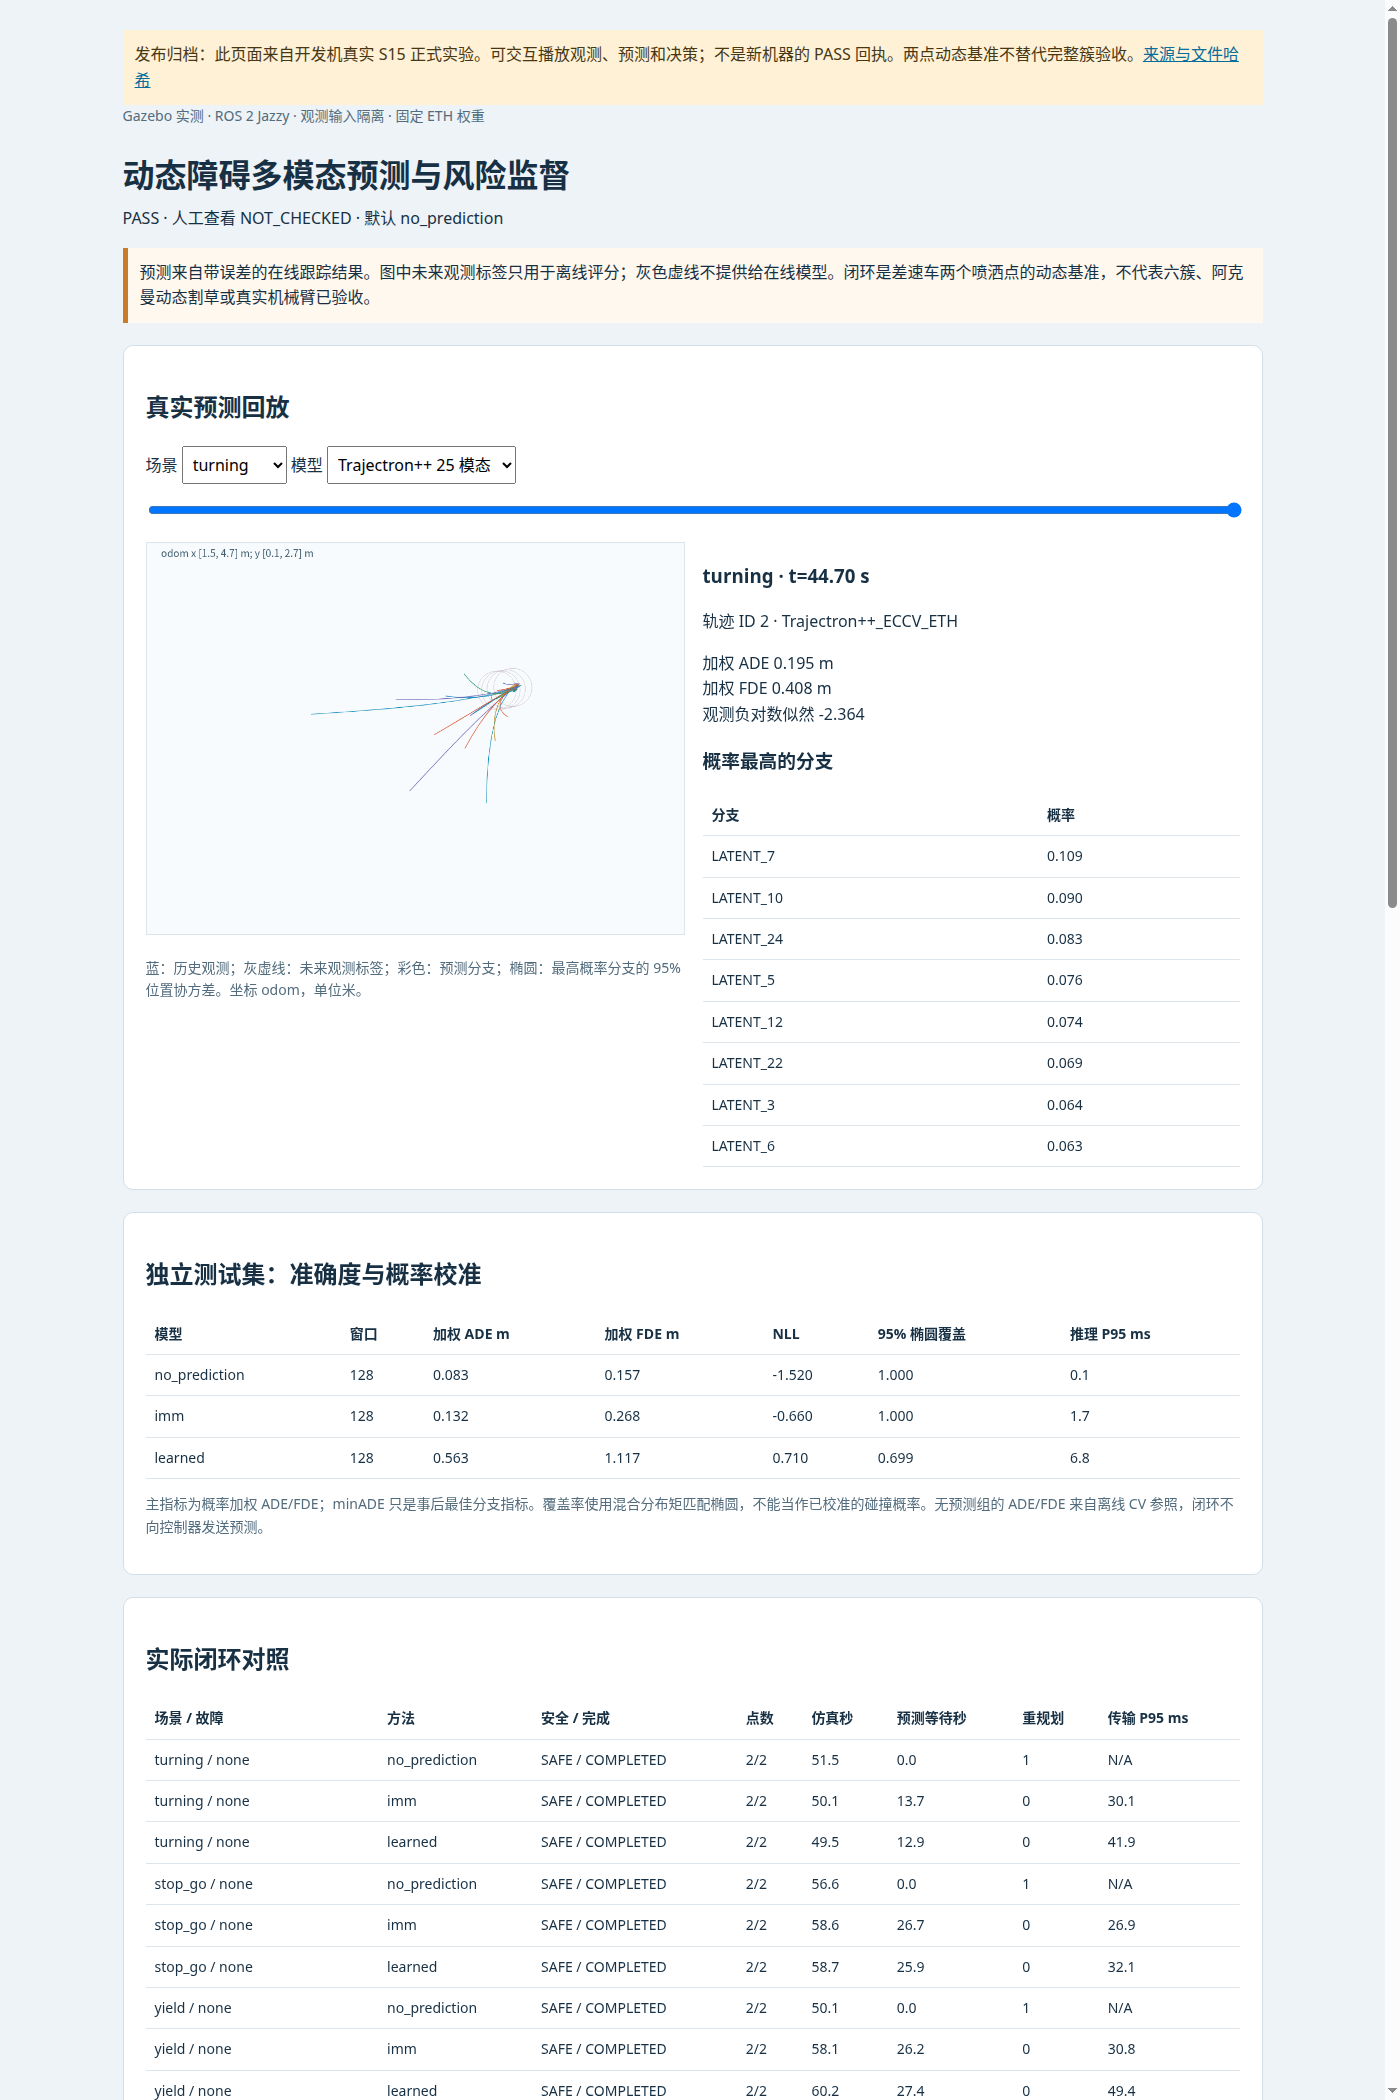 发布归档：此页面来自开发机真实 S15 正式实验。可交互播放观测、预测和决策；不是新机器的 PASS 回执。两点动态基准不替代完整簇验收。来源与文件哈
希
Gazebo 实测 · ROS 2 Jazzy · 观测输入隔离 · 固定 ETH 权重
动态障碍多模态预测与风险监督
PASS · 人工查看 NOT_CHECKED · 默认 no_prediction
预测来自带误差的在线跟踪结果。图中未来观测标签只用于离线评分；灰色虚线不提供给在线模型。闭环是差速车两个喷洒点的动态基准，不代表六簇、阿克
曼动态割草或真实机械臂已验收。
真实预测回放
场景 turning 模型 Trajectron++ 25 模态
odom x [1.5, 4.7] m; y [0.1, 2.7] m
蓝：历史观测；灰虚线：未来观测标签；彩色：预测分支；椭圆：最高概率分支的 95%
位置协方差。坐标 odom，单位米。
turning · t=44.70 s
轨迹 ID 2 · Trajectron++_ECCV_ETH
加权 ADE 0.195 m
加权 FDE 0.408 m
观测负对数似然 -2.364
概率最高的分支
分支 概率
LATENT_7 0.109
LATENT_10 0.090
LATENT_24 0.083
LATENT_5 0.076
LATENT_12 0.074
LATENT_22 0.069
LATENT_3 0.064
LATENT_6 0.063
独立测试集：准确度与概率校准
模型 窗口 加权 ADE m 加权 FDE m NLL 95% 椭圆覆盖 推理 P95 ms
no_prediction 128 0.083 0.157 -1.520 1.000 0.1
imm 128 0.132 0.268 -0.660 1.000 1.7
learned 128 0.563 1.117 0.710 0.699 6.8
主指标为概率加权 ADE/FDE；minADE 只是事后最佳分支指标。覆盖率使用混合分布矩匹配椭圆，不能当作已校准的碰撞概率。无预测组的 ADE/FDE 来自离线 CV 参照，闭环不
向控制器发送预测。
实际闭环对照
场景 / 故障 方法 安全 / 完成 点数 仿真秒 预测等待秒 重规划 传输 P95 ms
turning / none no_prediction SAFE / COMPLETED 2/2 51.5 0.0 1 N/A
turning / none imm SAFE / COMPLETED 2/2 50.1 13.7 0 30.1
turning / none learned SAFE / COMPLETED 2/2 49.5 12.9 0 41.9
stop_go / none no_prediction SAFE / COMPLETED 2/2 56.6 0.0 1 N/A
stop_go / none imm SAFE / COMPLETED 2/2 58.6 26.7 0 26.9
stop_go / none learned SAFE / COMPLETED 2/2 58.7 25.9 0 32.1
yield / none no_prediction SAFE / COMPLETED 2/2 50.1 0.0 1 N/A
yield / none imm SAFE / COMPLETED 2/2 58.1 26.2 0 30.8
yield / none learned SAFE / COMPLETED 2/2 60.2 27.4 0 49.4